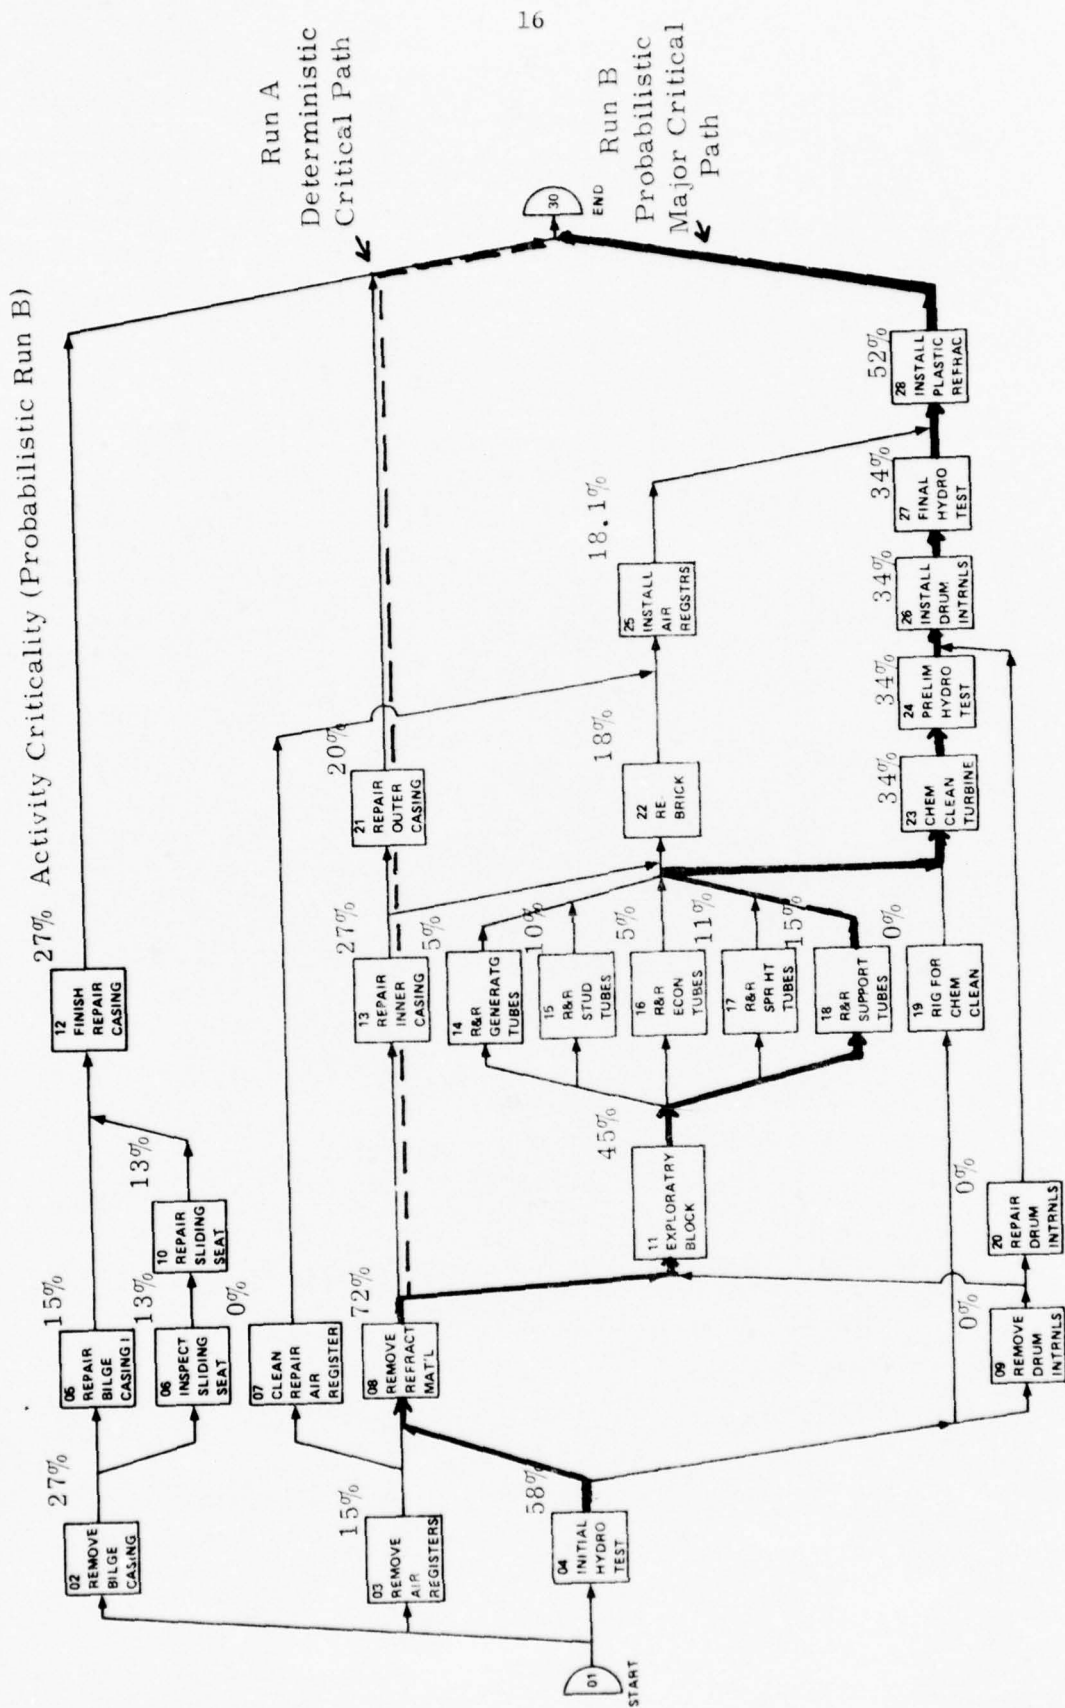 16
27% Activity Criticality (Probabilistic Run B)
Run A
Deterministic
Critical Path
Run B
Probabilistic
Major Critical
Path
01
START
02
REMOVE
BILGE
CASING
27%
03
REMOVE
AIR
REGISTERS
15%
04
INITIAL
HYDRO
TEST
58%
05
REPAIR
BILGE
CASING I
15%
06
INSPECT
SLIDING
SEAT
13%
07
CLEAN
REPAIR
AIR
REGISTER
0%
08
REMOVE
REFRACT
MAT'L
72%
09
REMOVE
DRUM
INTRNLS
0%
10
REPAIR
SLIDING
SEAT
13%
11
EXPLORATRY
BLOCK
45%
12
FINISH
REPAIR
CASING
13
REPAIR
INNER
CASING
27%
14
R&R
GENERATG
TUBES
5%
15
R&R
STUD
TUBES
10%
16
R&R
ECON
TUBES
5%
17
R&R
SPR HT
TUBES
11%
18
R&R
SUPPORT
TUBES
15%
19
RIG FOR
CHEM
CLEAN
0%
20
REPAIR
DRUM
INTRNLS
0%
21
REPAIR
OUTER
CASING
20%
22
RE-
BRICK
18%
23
CHEM
CLEAN
TURBINE
34%
24
PRELIM
HYDRO
TEST
34%
25
INSTALL
AIR
REGSTRS
18.1%
26
INSTALL
DRUM
INTRNLS
34%
27
FINAL
HYDRO
TEST
34%
28
INSTALL
PLASTIC
REFRAC
52%
30
END